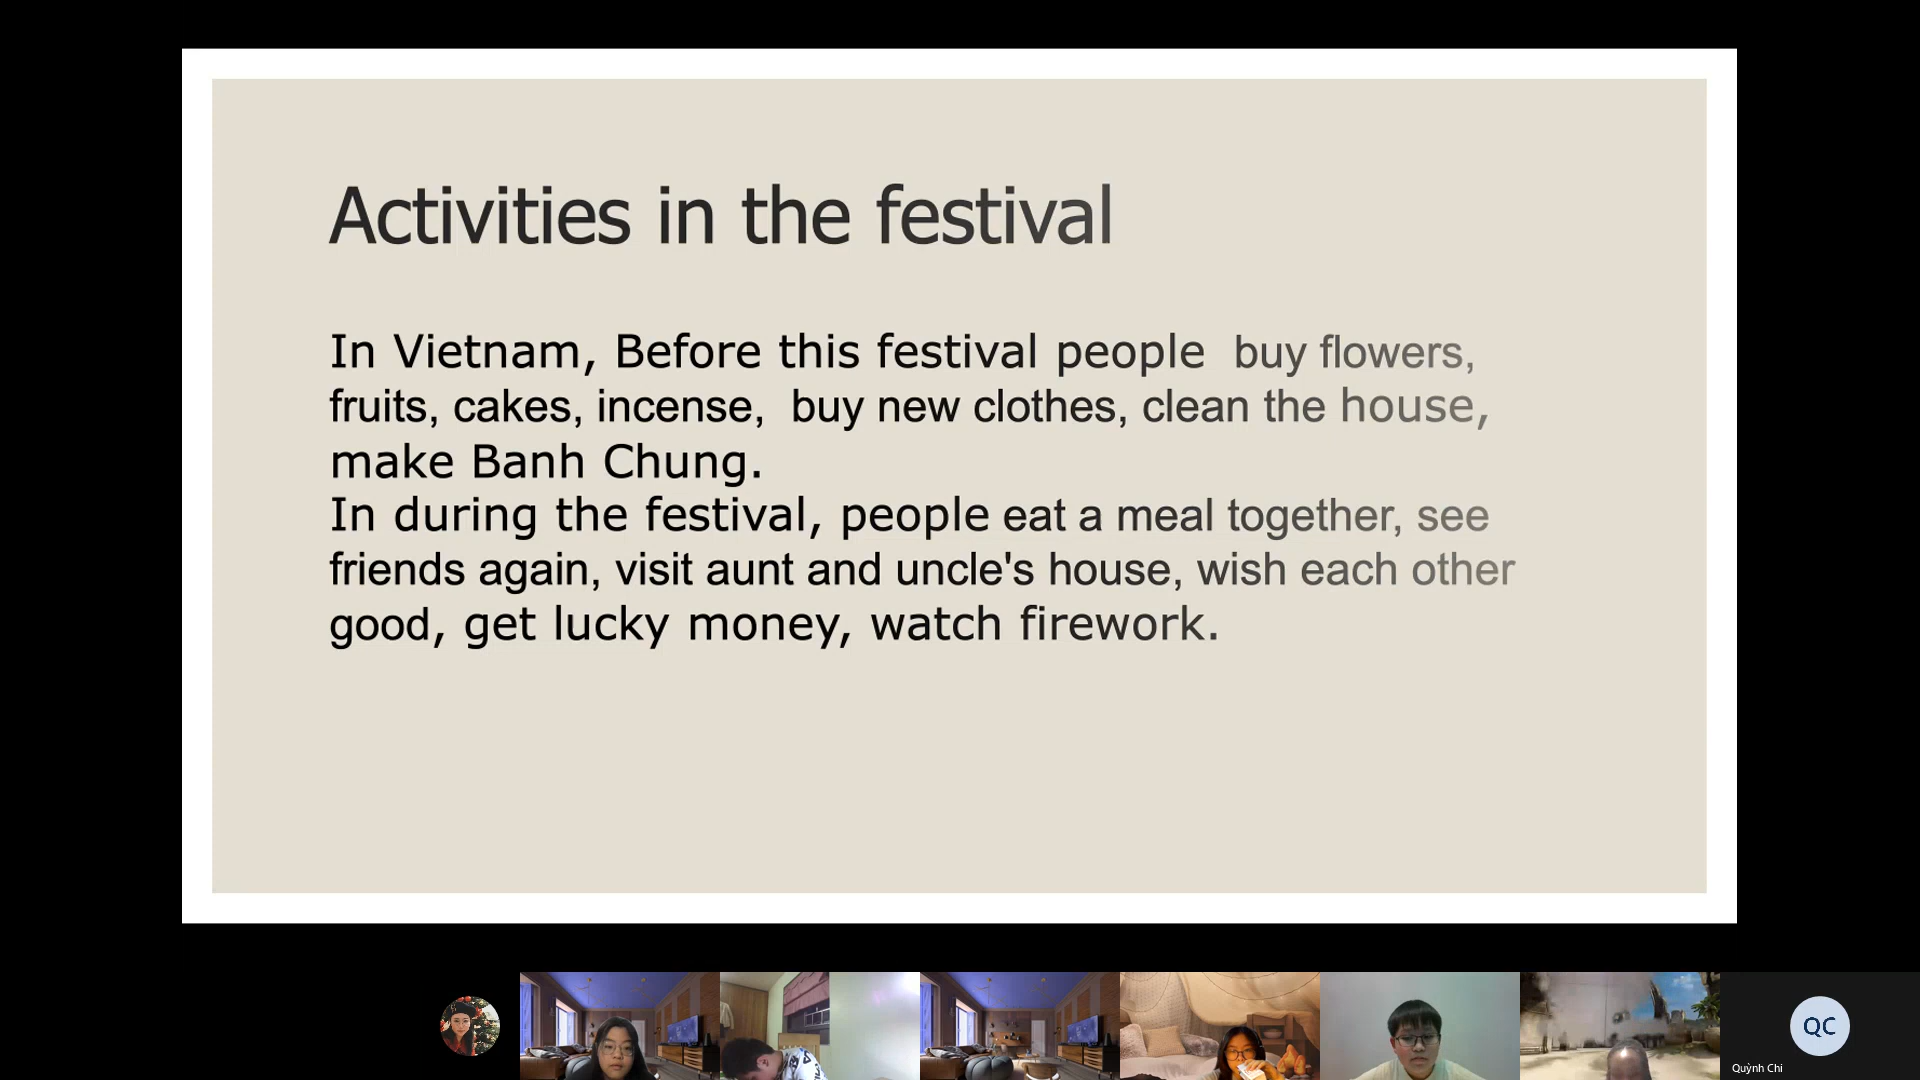 Activities in the festival
In Vietnam, Before this festival people  buy flowers,
fruits, cakes, incense,  buy new clothes, clean the house,
make Banh Chung.
In during the festival, people eat a meal together, see
friends again, visit aunt and uncle's house, wish each other
good, get lucky money, watch firework.
QC
Quỳnh Chi